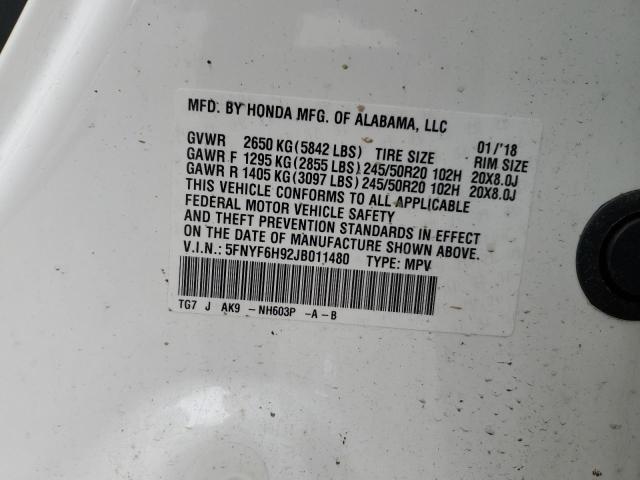 MFD. BY HONDA MFG. OF ALABAMA, LLC 01/'18
GVWR 2650 KG(5842 LBS) TIRE SIZE RIM SIZE
GAWR F 1295 KG(2855 LBS) 245/50R20 102H 20X8.0J
GAWR R 1405 KG(3097 LBS) 245/50R20 102H 20X8.0J
THIS VEHICLE CONFORMS TO ALL APPLICABLE
FEDERAL MOTOR VEHICLE SAFETY
AND THEFT PREVENTION STANDARDS IN EFFECT
ON THE DATE OF MANUFACTURE SHOWN ABOVE.
V.I.N.: 5FNYF6H92JB011480 TYPE: MPV
TG7 J AK9 - NH603P -A-B